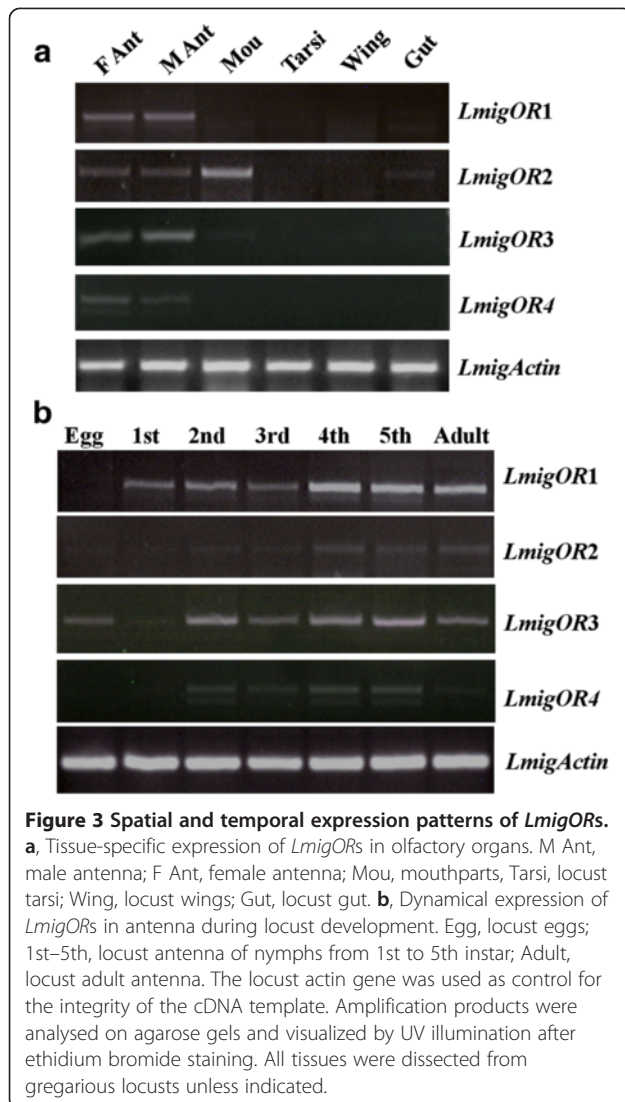 a
F Ant M Ant Mou Tarsi Wing Gut
LmigOR1
LmigOR2
LmigOR3
LmigOR4
LmigActin
b
Egg 1st 2nd 3rd 4th 5th Adult
LmigOR1
LmigOR2
LmigOR3
LmigOR4
LmigActin
Figure 3 Spatial and temporal expression patterns of LmigORs.
a, Tissue-specific expression of LmigORs in olfactory organs. M Ant,
male antenna; F Ant, female antenna; Mou, mouthparts, Tarsi, locust
tarsi; Wing, locust wings; Gut, locust gut. b, Dynamical expression of
LmigORs in antenna during locust development. Egg, locust eggs;
1st–5th, locust antenna of nymphs from 1st to 5th instar; Adult,
locust adult antenna. The locust actin gene was used as control for
the integrity of the cDNA template. Amplification products were
analysed on agarose gels and visualized by UV illumination after
ethidium bromide staining. All tissues were dissected from
gregarious locusts unless indicated.